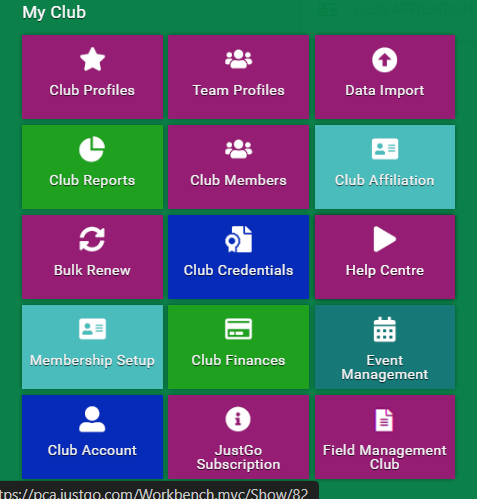 My Club
Club Profiles
Team Profiles
Data Import
Club Reports
Club Members
Club Affiliation
Bulk Renew
Club Credentials
Help Centre
Membership Setup
Club Finances
Event
Management
Club Account
JustGo
Subscription
Field Management
Club
tps://pca.justgo.com/Workbench.mvc/Show/82